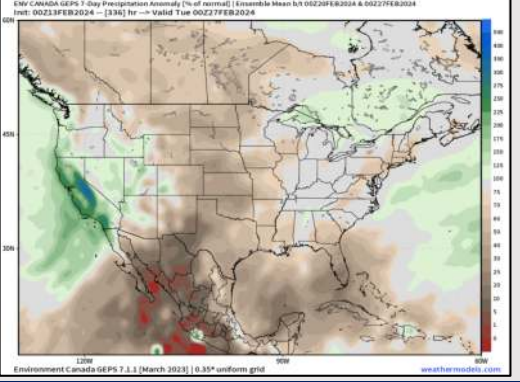 ENV CANADA GEPS 7-Day Precipitation Anomaly [% of normal] | Ensemble Mean b/t 00Z20FEB2024 & 00Z27FEB2024
Init: 00Z13FEB2024 -- [336] hr --> Valid Tue 00Z27FEB2024
60N
45N
30N
120W
90W
60W
Environment Canada GEPS 7.1.1 [March 2023] | 0.35° uniform grid
weathermodels.com